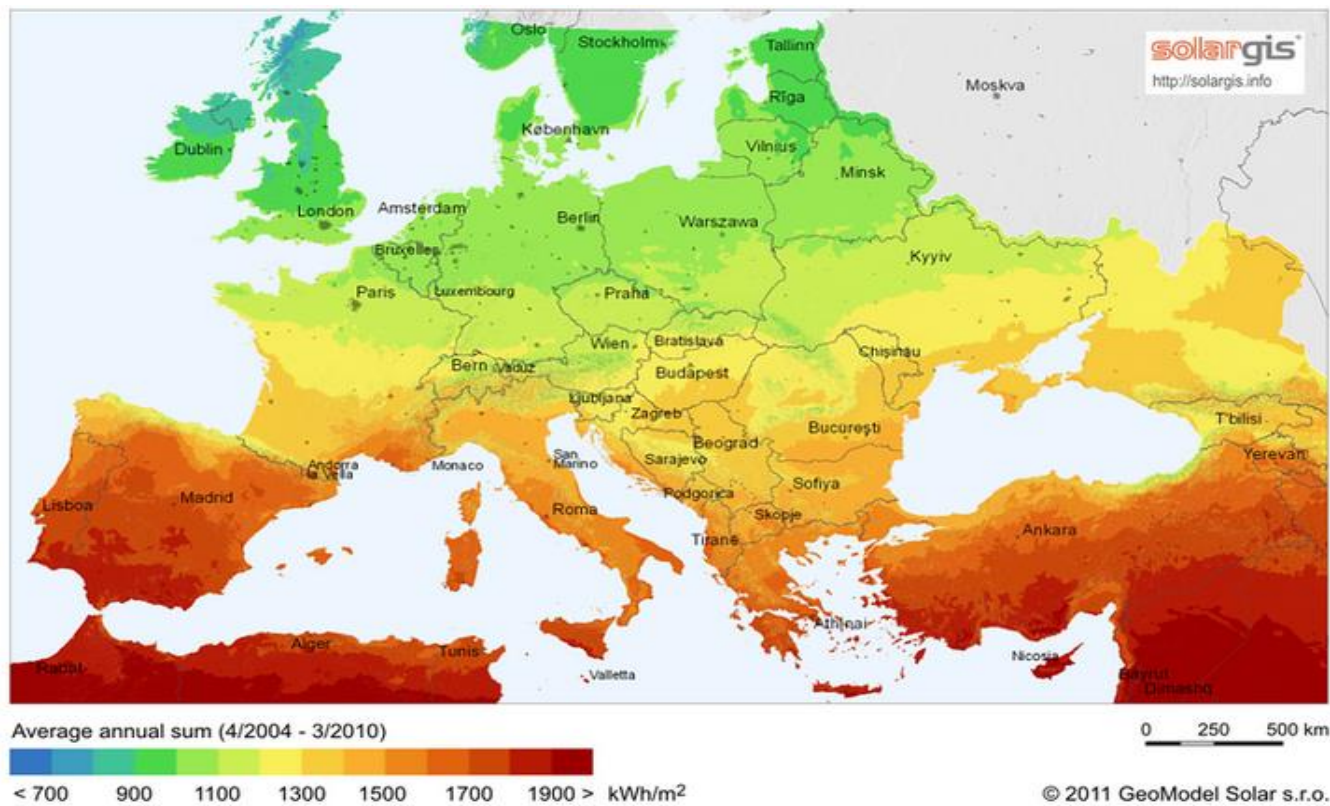 Oslo
Stockholm
Tallinn
solargis
http://solargis.info
Moskva
Rīga
København
Dublin
Vilnius
Minsk
London
Amsterdam
Berlin
Warszawa
Bruxelles
Kyyiv
Paris
Luxembourg
Praha
Wien
Bratislava
Chişinău
Bern
Vaduz
Budapest
Ljubljana
Zagreb
T'bilisi
Beograd
Bucureşti
Andorra
la Vella
Monaco
San
Marino
Sarajevo
Yerevan
Lisboa
Madrid
Podgorica
Sofiya
Roma
Skopje
Ankara
Tiranë
Athínai
Alger
Tunis
Nicosia
Rabat
Valletta
Bayrut
Dimashq
Average annual sum (4/2004 - 3/2010)
0 250 500 km
< 700 900 1100 1300 1500 1700 1900 > kWh/m²
© 2011 GeoModel Solar s.r.o.